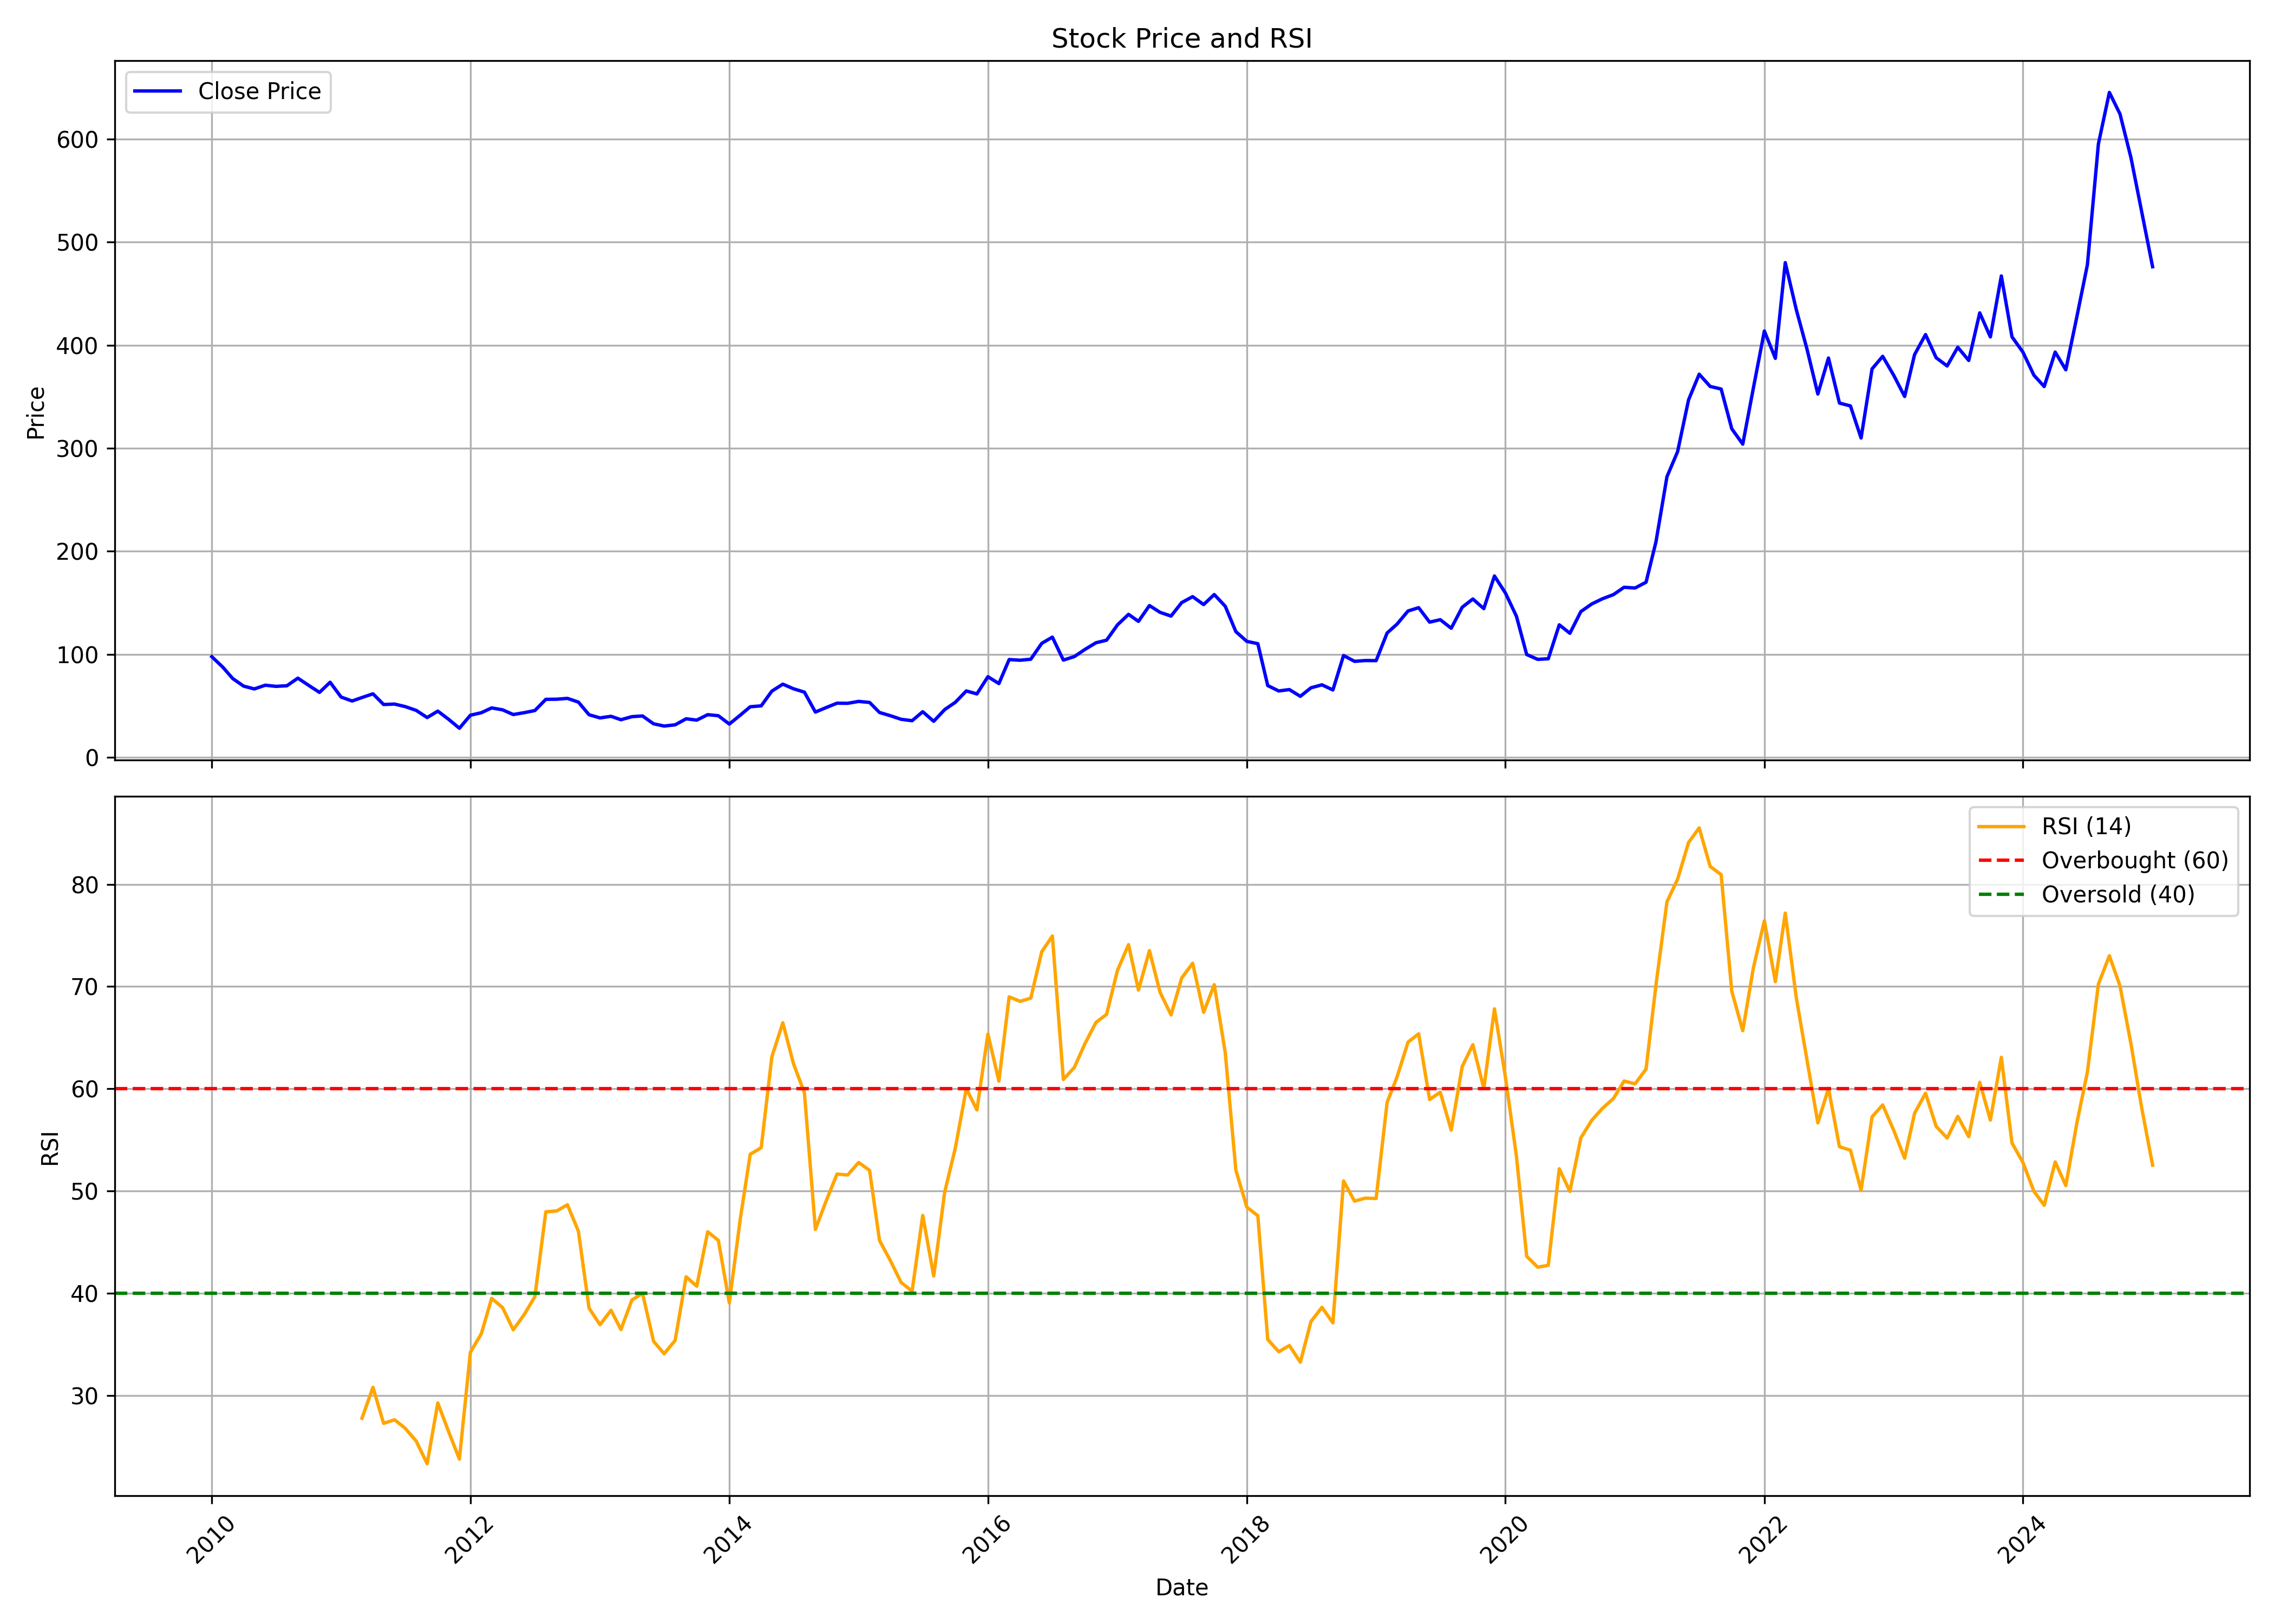 Stock Price and RSI
Close Price
600
500
400
300
200
100
0
Price
RSI (14)
Overbought (60)
Oversold (40)
80
70
60
50
40
30
RSI
2010
2012
2014
2016
2018
2020
2022
2024
Date